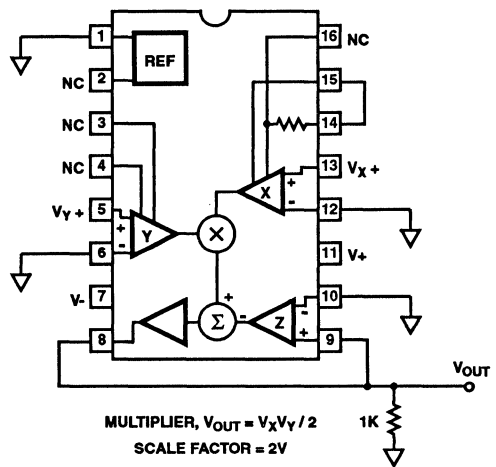 1
REF
16
NC
NC
2
15
NC
3
14
NC
4
X
+
-
13
VX +
VY +
5
+
-
Y
×
12
6
11
V+
V-
7
+
Σ
-
Z
-
+
10
8
9
VOUT
MULTIPLIER, VOUT = VXVY / 2
SCALE FACTOR = 2V
1K